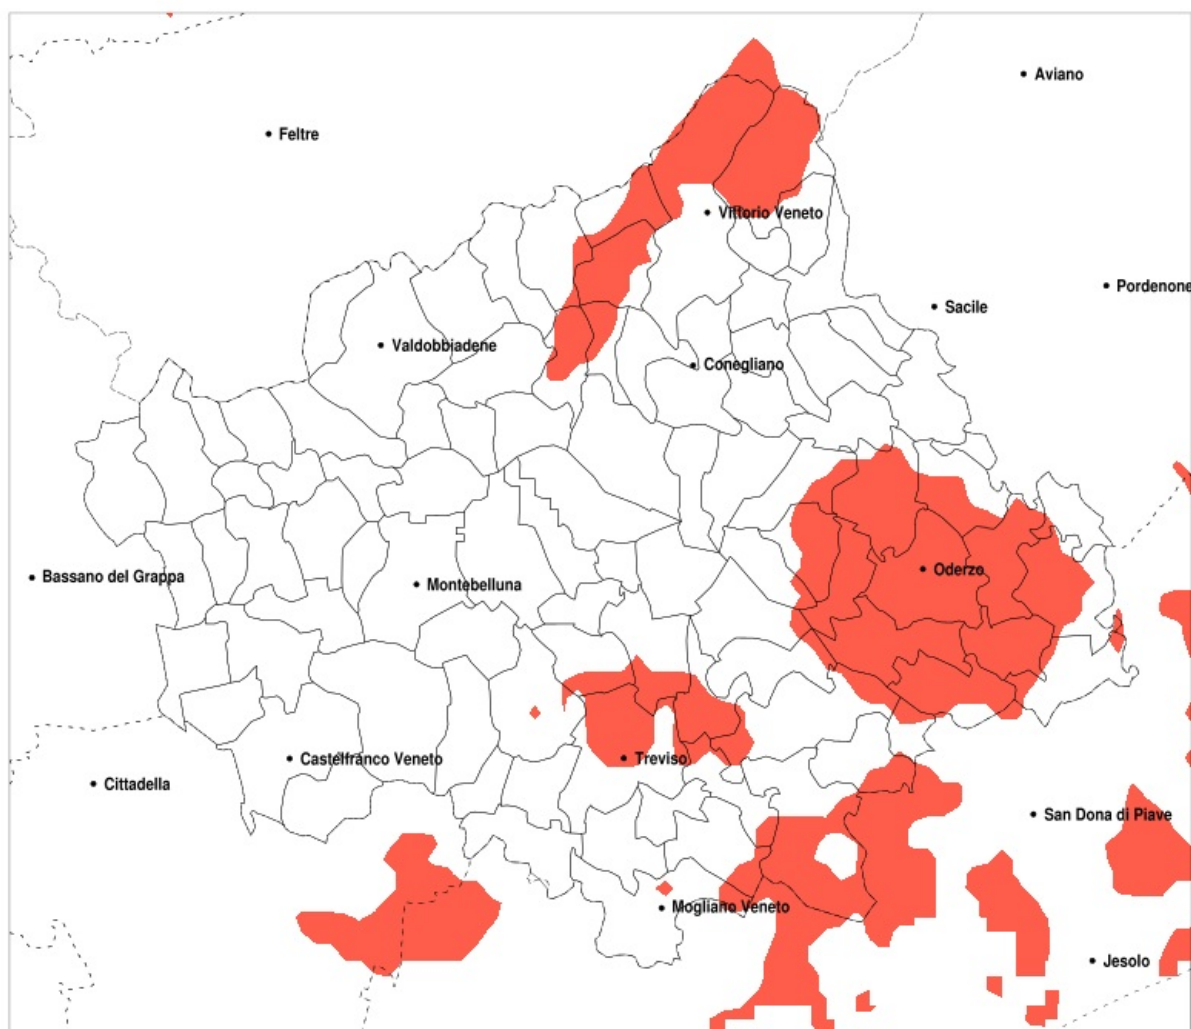 Aviano
Feltre
Vittorio Veneto
Pordenone
Sacile
Valdobbiadene
Conegliano
Oderzo
Bassano del Grappa
Montebelluna
Castelfranco Veneto
Treviso
Cittadella
San Dona di Piave
Mogliano Veneto
Jesolo